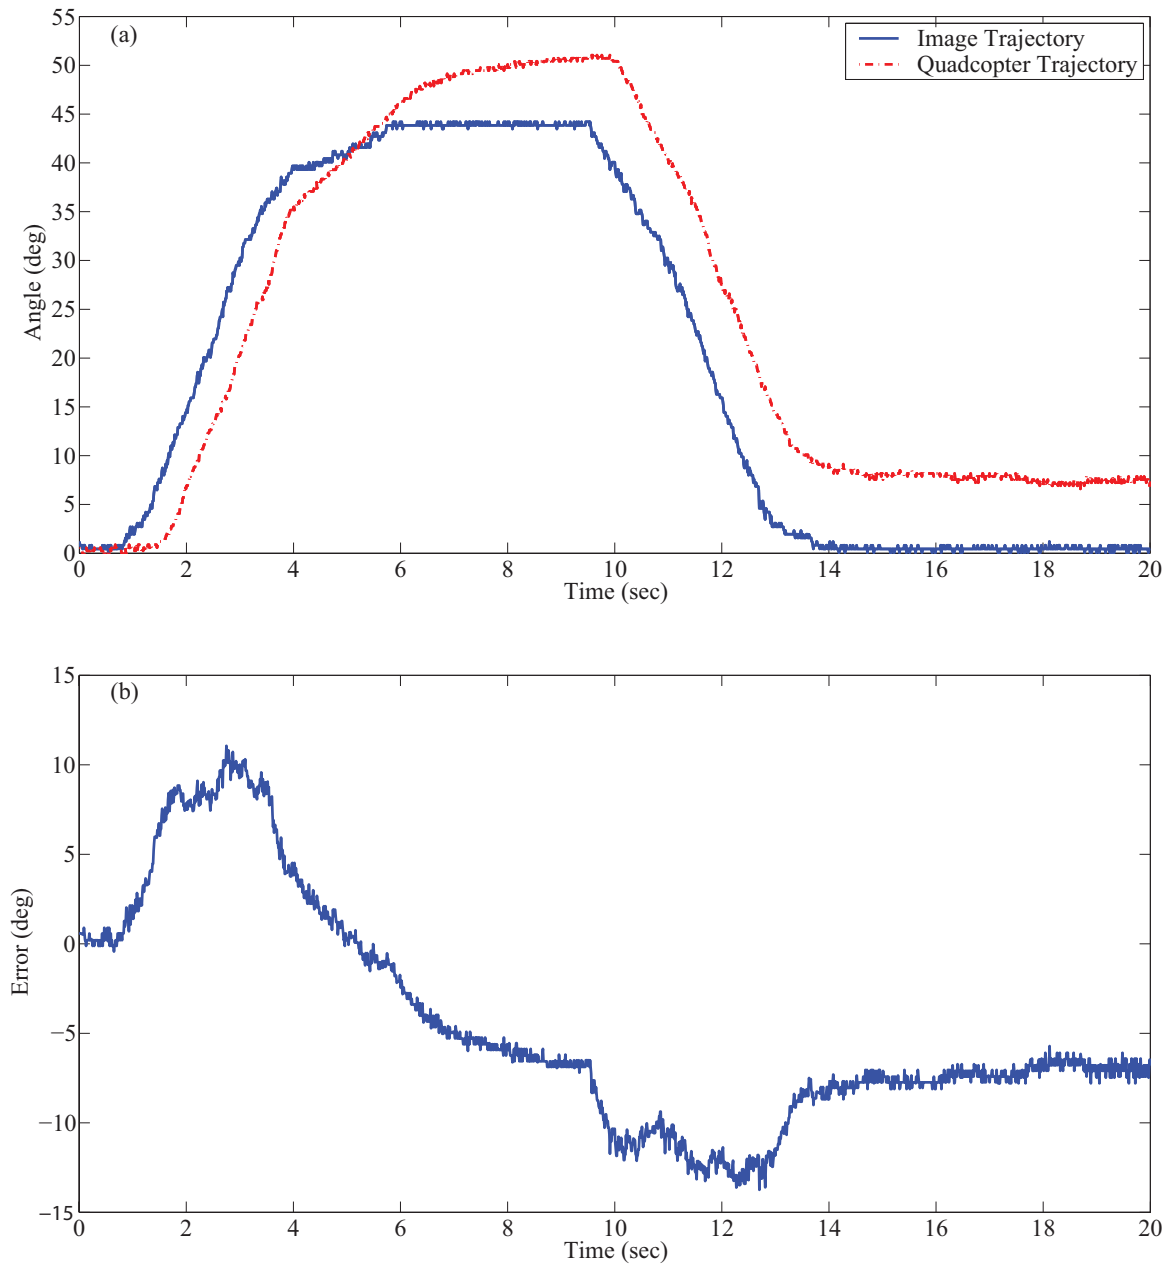 (a)
Image Trajectory
Quadcopter Trajectory
55
50
45
40
35
30
25
20
15
10
5
0
Angle (deg)
0 2 4 6 8 10 12 14 16 18 20
Time (sec)
(b)
15
10
5
0
−5
−10
−15
Error (deg)
0 2 4 6 8 10 12 14 16 18 20
Time (sec)